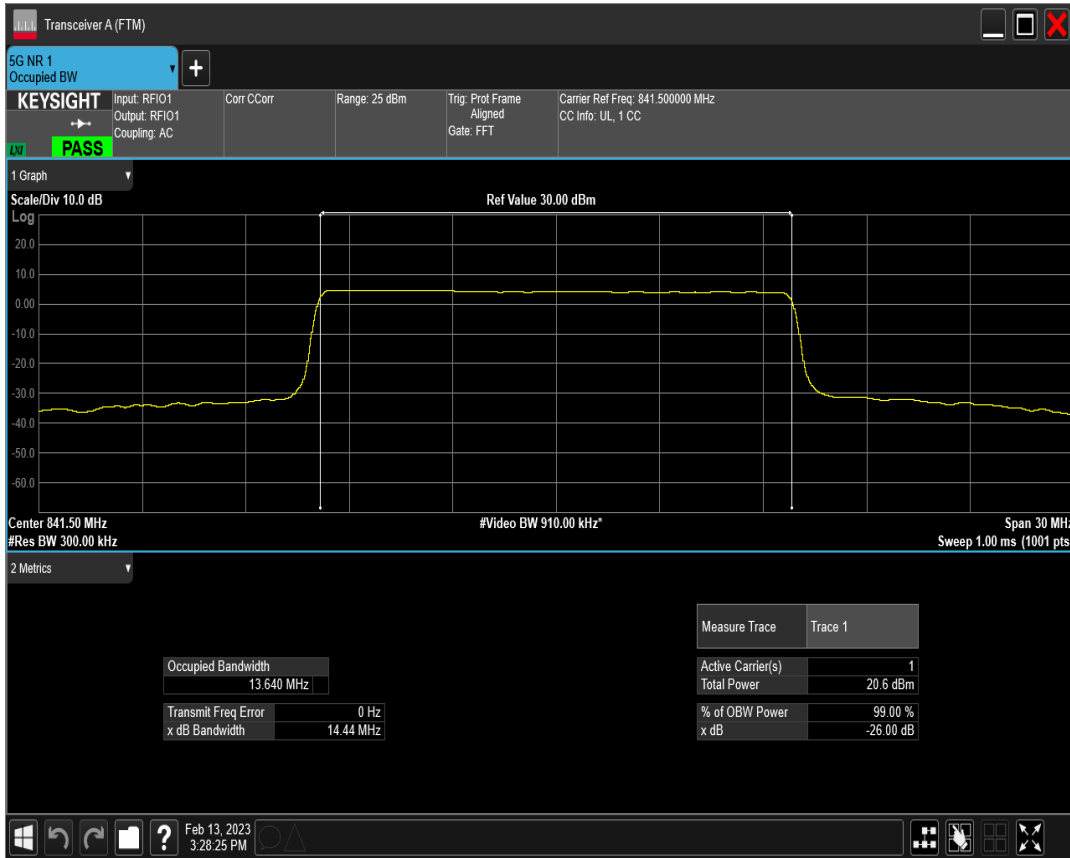 Transceiver A (FTM)
5G NR 1
Occupied BW
+
KEYSIGHT
LXI
PASS
Input: RFIO1
Output: RFIO1
Coupling: AC
Corr CCorr
Range: 25 dBm
Trig: Prot Frame
Aligned
Gate: FFT
Carrier Ref Freq: 841.500000 MHz
CC Info: UL, 1 CC
1 Graph
Scale/Div 10.0 dB
Ref Value 30.00 dBm
Log
20.0
10.0
0.00
-10.0
-20.0
-30.0
-40.0
-50.0
-60.0
Center 841.50 MHz
#Video BW 910.00 kHz*
Span 30 MHz
#Res BW 300.00 kHz
Sweep 1.00 ms (1001 pts
2 Metrics
Measure Trace Trace 1
Occupied Bandwidth
13.640 MHz
Active Carrier(s) 1
Total Power 20.6 dBm
Transmit Freq Error 0 Hz
x dB Bandwidth 14.44 MHz
% of OBW Power 99.00 %
x dB -26.00 dB
?
Feb 13, 2023
3:28:25 PM